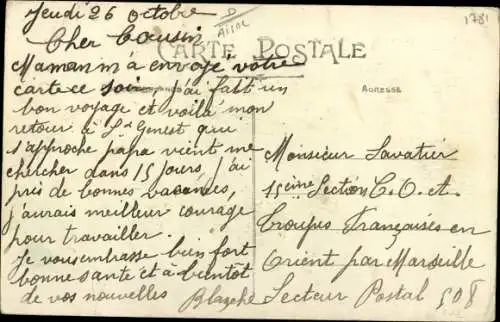 Jeudi 26 Octobre
D
Aisne
1781
Cher Cousin
CARTE POSTALE
Maman m'a envoyé votre
carte ce soir, j'ai fait un
ADRESSE
bon voyage et voilà mon
retour à St Genest qui
s'approche papa vient me
chercher dans 15 jours, j'ai
pris de bonnes vacances,
j'aurais meilleur courage
pour travailler.
Je vous embrasse bien fort
bonne santé et à bientôt
de vos nouvelles Blanche
Monsieur Lavatier
15ème Section C. O. A.
Troupes Françaises en
Orient par Marseille
Secteur Postal 508